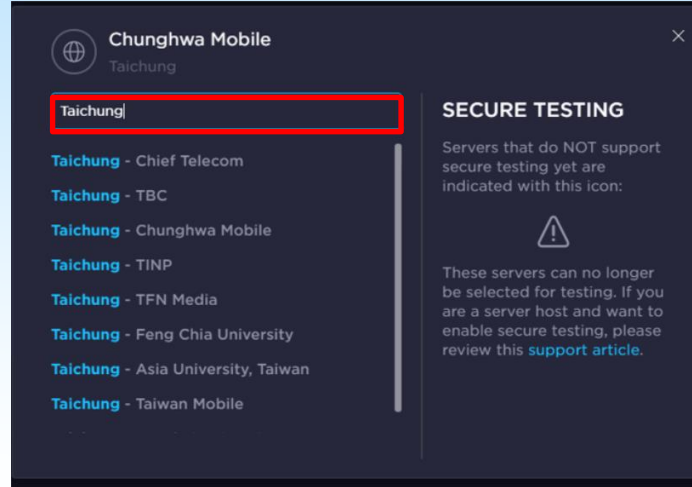 Chunghwa Mobile
Taichung
Taichung
Taichung - Chief Telecom
Taichung - TBC
Taichung - Chunghwa Mobile
Taichung - TINP
Taichung - TFN Media
Taichung - Feng Chia University
Taichung - Asia University, Taiwan
Taichung - Taiwan Mobile
SECURE TESTING
Servers that do NOT support
secure testing yet are
indicated with this icon:
These servers can no longer
be selected for testing. If you
are a server host and want to
enable secure testing, please
review this support article.